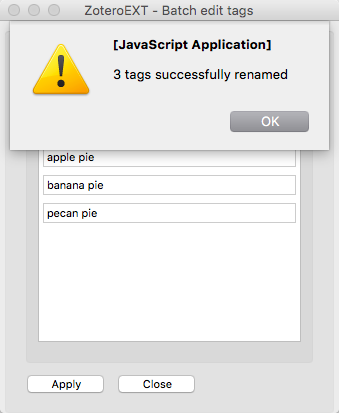 ZoteroEXT - Batch edit tags
[JavaScript Application]
3 tags successfully renamed
OK
apple pie
banana pie
pecan pie
Apply
Close